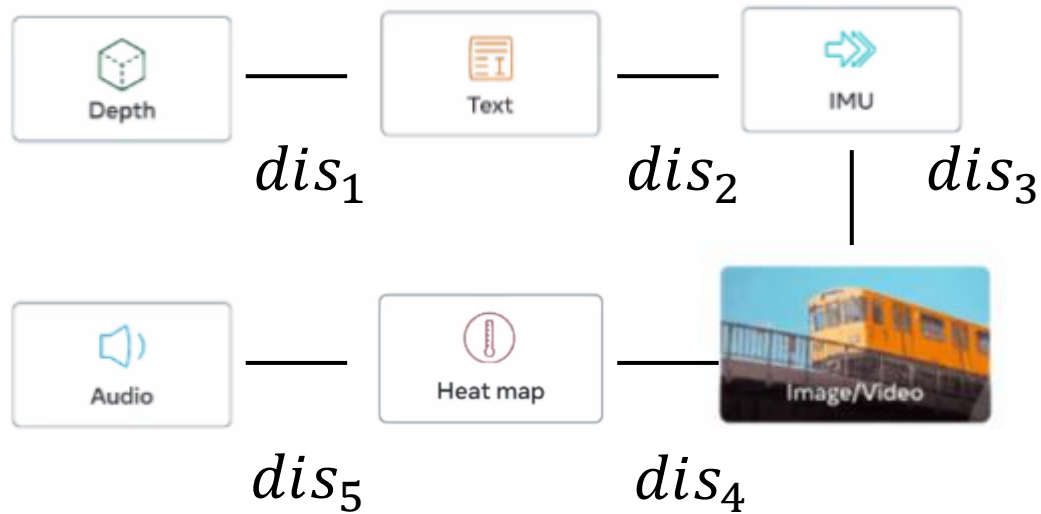 Depth
Text
IMU
dis₁
dis₂
dis₃
Audio
Heat map
Image/Video
dis₅
dis₄